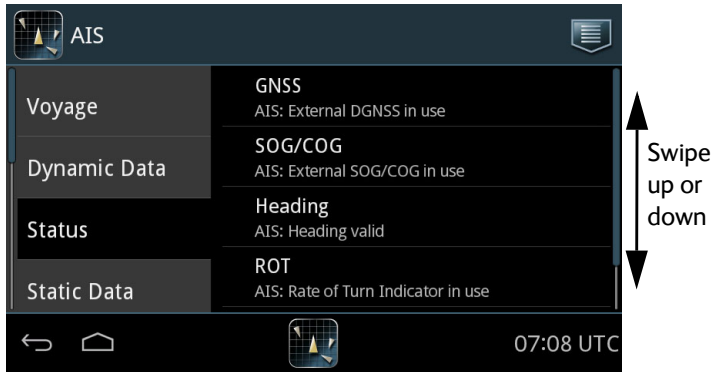 AIS
Voyage
Dynamic Data
Status
Static Data
GNSS
AIS: External DGNSS in use
SOG/COG
AIS: External SOG/COG in use
Heading
AIS: Heading valid
ROT
AIS: Rate of Turn Indicator in use
07:08 UTC
Swipe
up or
down